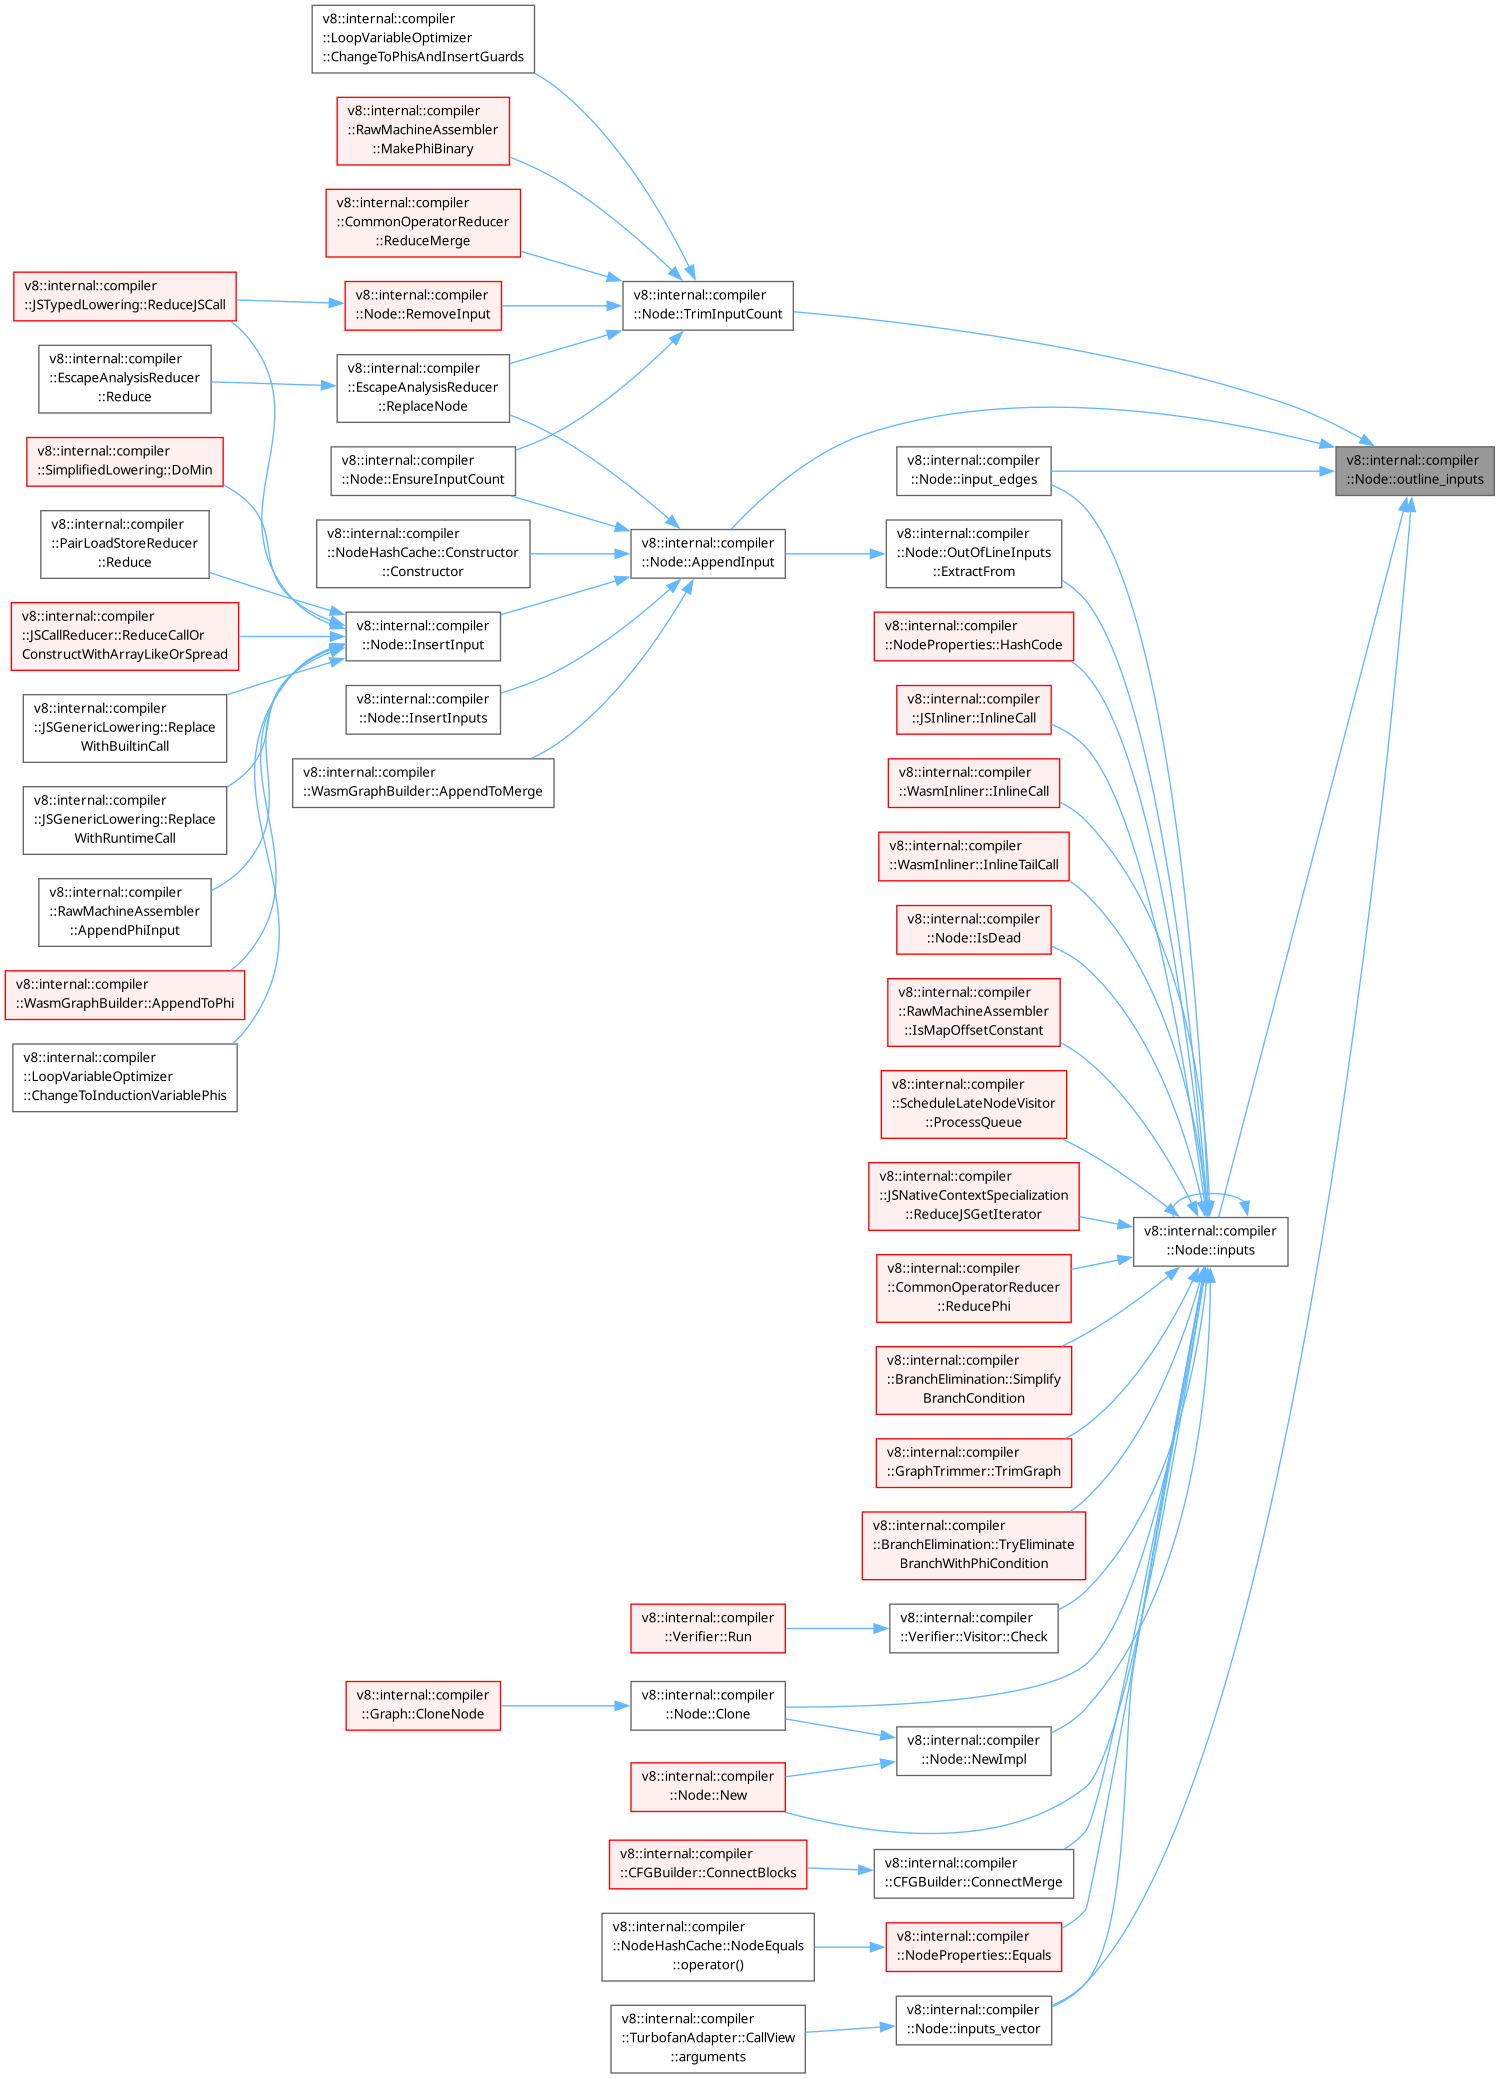 v8::internal::compiler
::LoopVariableOptimizer
::ChangeToPhisAndInsertGuards
v8::internal::compiler
::RawMachineAssembler
::MakePhiBinary
v8::internal::compiler
::CommonOperatorReducer
::ReduceMerge
v8::internal::compiler
::JSTypedLowering::ReduceJSCall
v8::internal::compiler
::Node::RemoveInput
v8::internal::compiler
::Node::TrimInputCount
v8::internal::compiler
::EscapeAnalysisReducer
::Reduce
v8::internal::compiler
::EscapeAnalysisReducer
::ReplaceNode
v8::internal::compiler
::SimplifiedLowering::DoMin
v8::internal::compiler
::Node::EnsureInputCount
v8::internal::compiler
::Node::input_edges
v8::internal::compiler
::Node::outline_inputs
v8::internal::compiler
::PairLoadStoreReducer
::Reduce
v8::internal::compiler
::NodeHashCache::Constructor
::Constructor
v8::internal::compiler
::Node::AppendInput
v8::internal::compiler
::Node::OutOfLineInputs
::ExtractFrom
v8::internal::compiler
::JSCallReducer::ReduceCallOr
ConstructWithArrayLikeOrSpread
v8::internal::compiler
::Node::InsertInput
v8::internal::compiler
::NodeProperties::HashCode
v8::internal::compiler
::JSGenericLowering::Replace
WithBuiltinCall
v8::internal::compiler
::Node::InsertInputs
v8::internal::compiler
::JSInliner::InlineCall
v8::internal::compiler
::JSGenericLowering::Replace
WithRuntimeCall
v8::internal::compiler
::WasmGraphBuilder::AppendToMerge
v8::internal::compiler
::WasmInliner::InlineCall
v8::internal::compiler
::WasmInliner::InlineTailCall
v8::internal::compiler
::RawMachineAssembler
::AppendPhiInput
v8::internal::compiler
::Node::IsDead
v8::internal::compiler
::WasmGraphBuilder::AppendToPhi
v8::internal::compiler
::RawMachineAssembler
::IsMapOffsetConstant
v8::internal::compiler
::LoopVariableOptimizer
::ChangeToInductionVariablePhis
v8::internal::compiler
::ScheduleLateNodeVisitor
::ProcessQueue
v8::internal::compiler
::JSNativeContextSpecialization
::ReduceJSGetIterator
v8::internal::compiler
::Node::inputs
v8::internal::compiler
::CommonOperatorReducer
::ReducePhi
v8::internal::compiler
::BranchElimination::Simplify
BranchCondition
v8::internal::compiler
::GraphTrimmer::TrimGraph
v8::internal::compiler
::BranchElimination::TryEliminate
BranchWithPhiCondition
v8::internal::compiler
::Verifier::Run
v8::internal::compiler
::Verifier::Visitor::Check
v8::internal::compiler
::Graph::CloneNode
v8::internal::compiler
::Node::Clone
v8::internal::compiler
::Node::NewImpl
v8::internal::compiler
::Node::New
v8::internal::compiler
::CFGBuilder::ConnectBlocks
v8::internal::compiler
::CFGBuilder::ConnectMerge
v8::internal::compiler
::NodeHashCache::NodeEquals
::operator()
v8::internal::compiler
::NodeProperties::Equals
v8::internal::compiler
::TurbofanAdapter::CallView
::arguments
v8::internal::compiler
::Node::inputs_vector